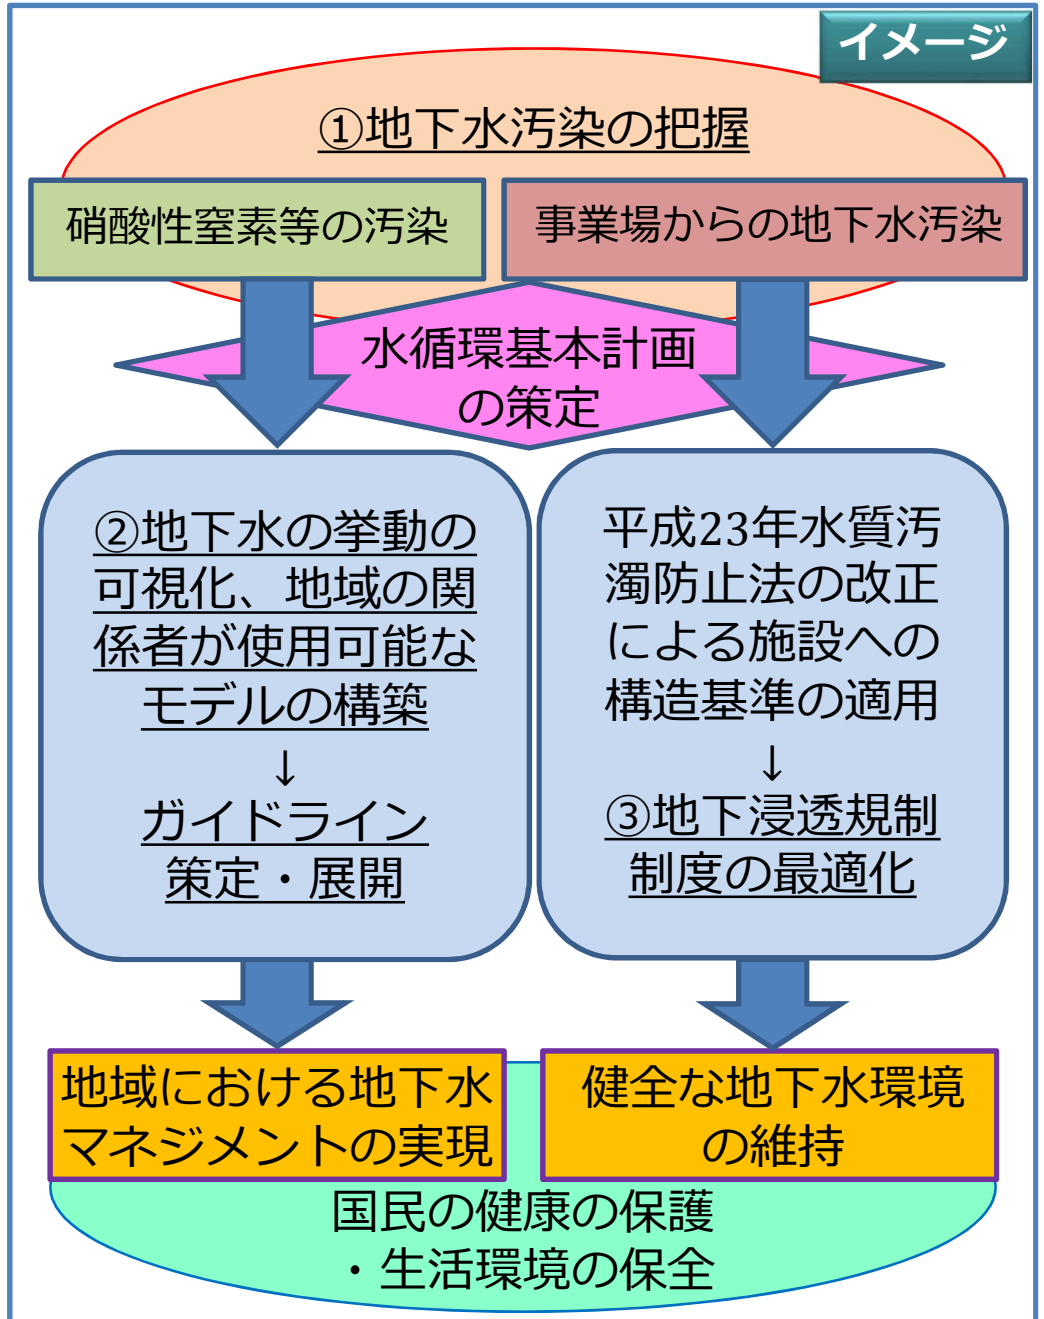 イメージ
①地下水汚染の把握
硝酸性窒素等の汚染
事業場からの地下水汚染
水循環基本計画
の策定
②地下水の挙動の
可視化、地域の関
係者が使用可能な
モデルの構築
↓
ガイドライン
策定・展開
平成23年水質汚
濁防止法の改正
による施設への
構造基準の適用
↓
③地下浸透規制
制度の最適化
地域における地下水
マネジメントの実現
健全な地下水環境
の維持
国民の健康の保護
・生活環境の保全